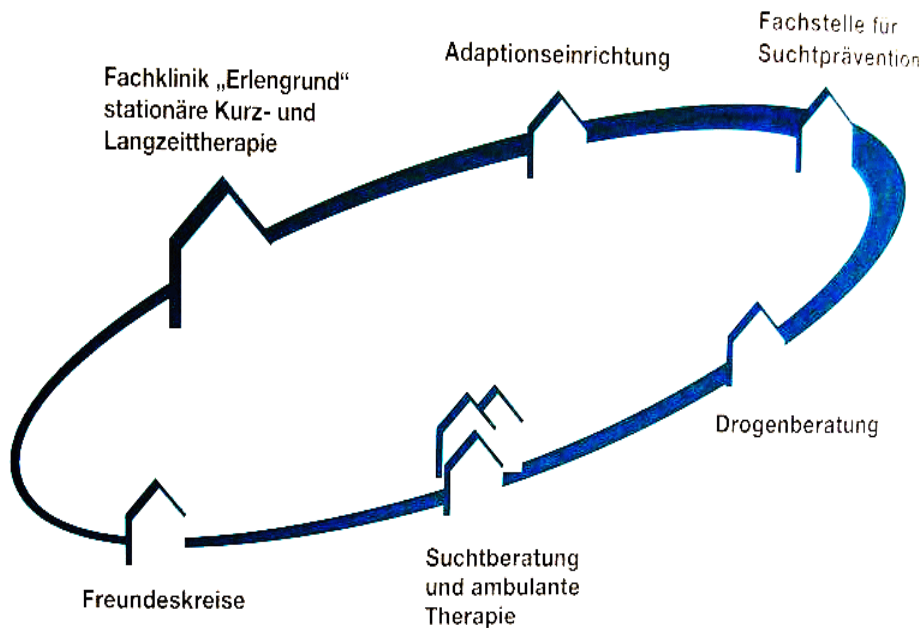 Fachklinik „Erlengrund“
stationäre Kurz- und
Langzeittherapie
Adaptionseinrichtung
Fachstelle für
Suchtprävention
Drogenberatung
Suchtberatung
und ambulante
Therapie
Freundeskreise